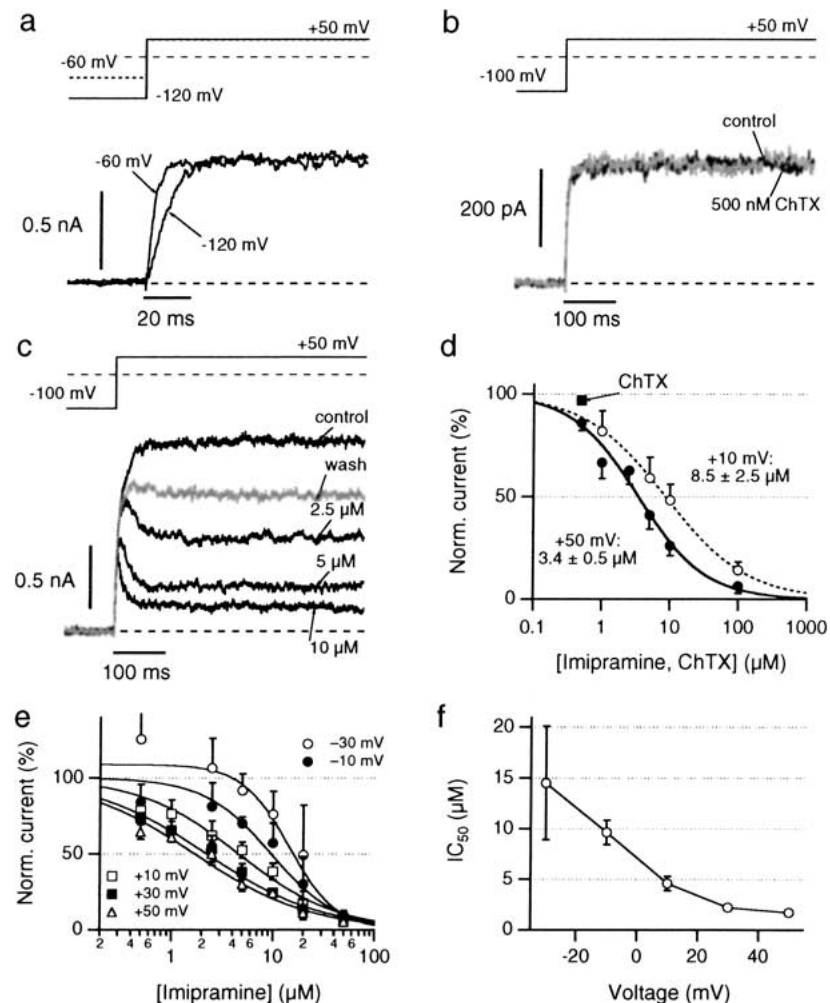 a
+50 mV
-60 mV
-120 mV
-60 mV
-120 mV
0.5 nA
20 ms
b
+50 mV
-100 mV
control
200 pA
500 nM ChTX
100 ms
c
+50 mV
-100 mV
control
wash
2.5 µM
0.5 nA
5 µM
10 µM
100 ms
d
100
50
0
Norm. current (%)
ChTX
+10 mV:
8.5 ± 2.5 µM
+50 mV:
3.4 ± 0.5 µM
0.1 1 10 100 1000
[Imipramine, ChTX] (µM)
e
–30 mV
–10 mV
100
50
0
Norm. current (%)
+10 mV
+30 mV
+50 mV
2 4 6 1 2 4 6 10 2 4 6 100
[Imipramine] (µM)
f
20
15
10
5
0
IC50 (µM)
-20 0 20 40
Voltage (mV)